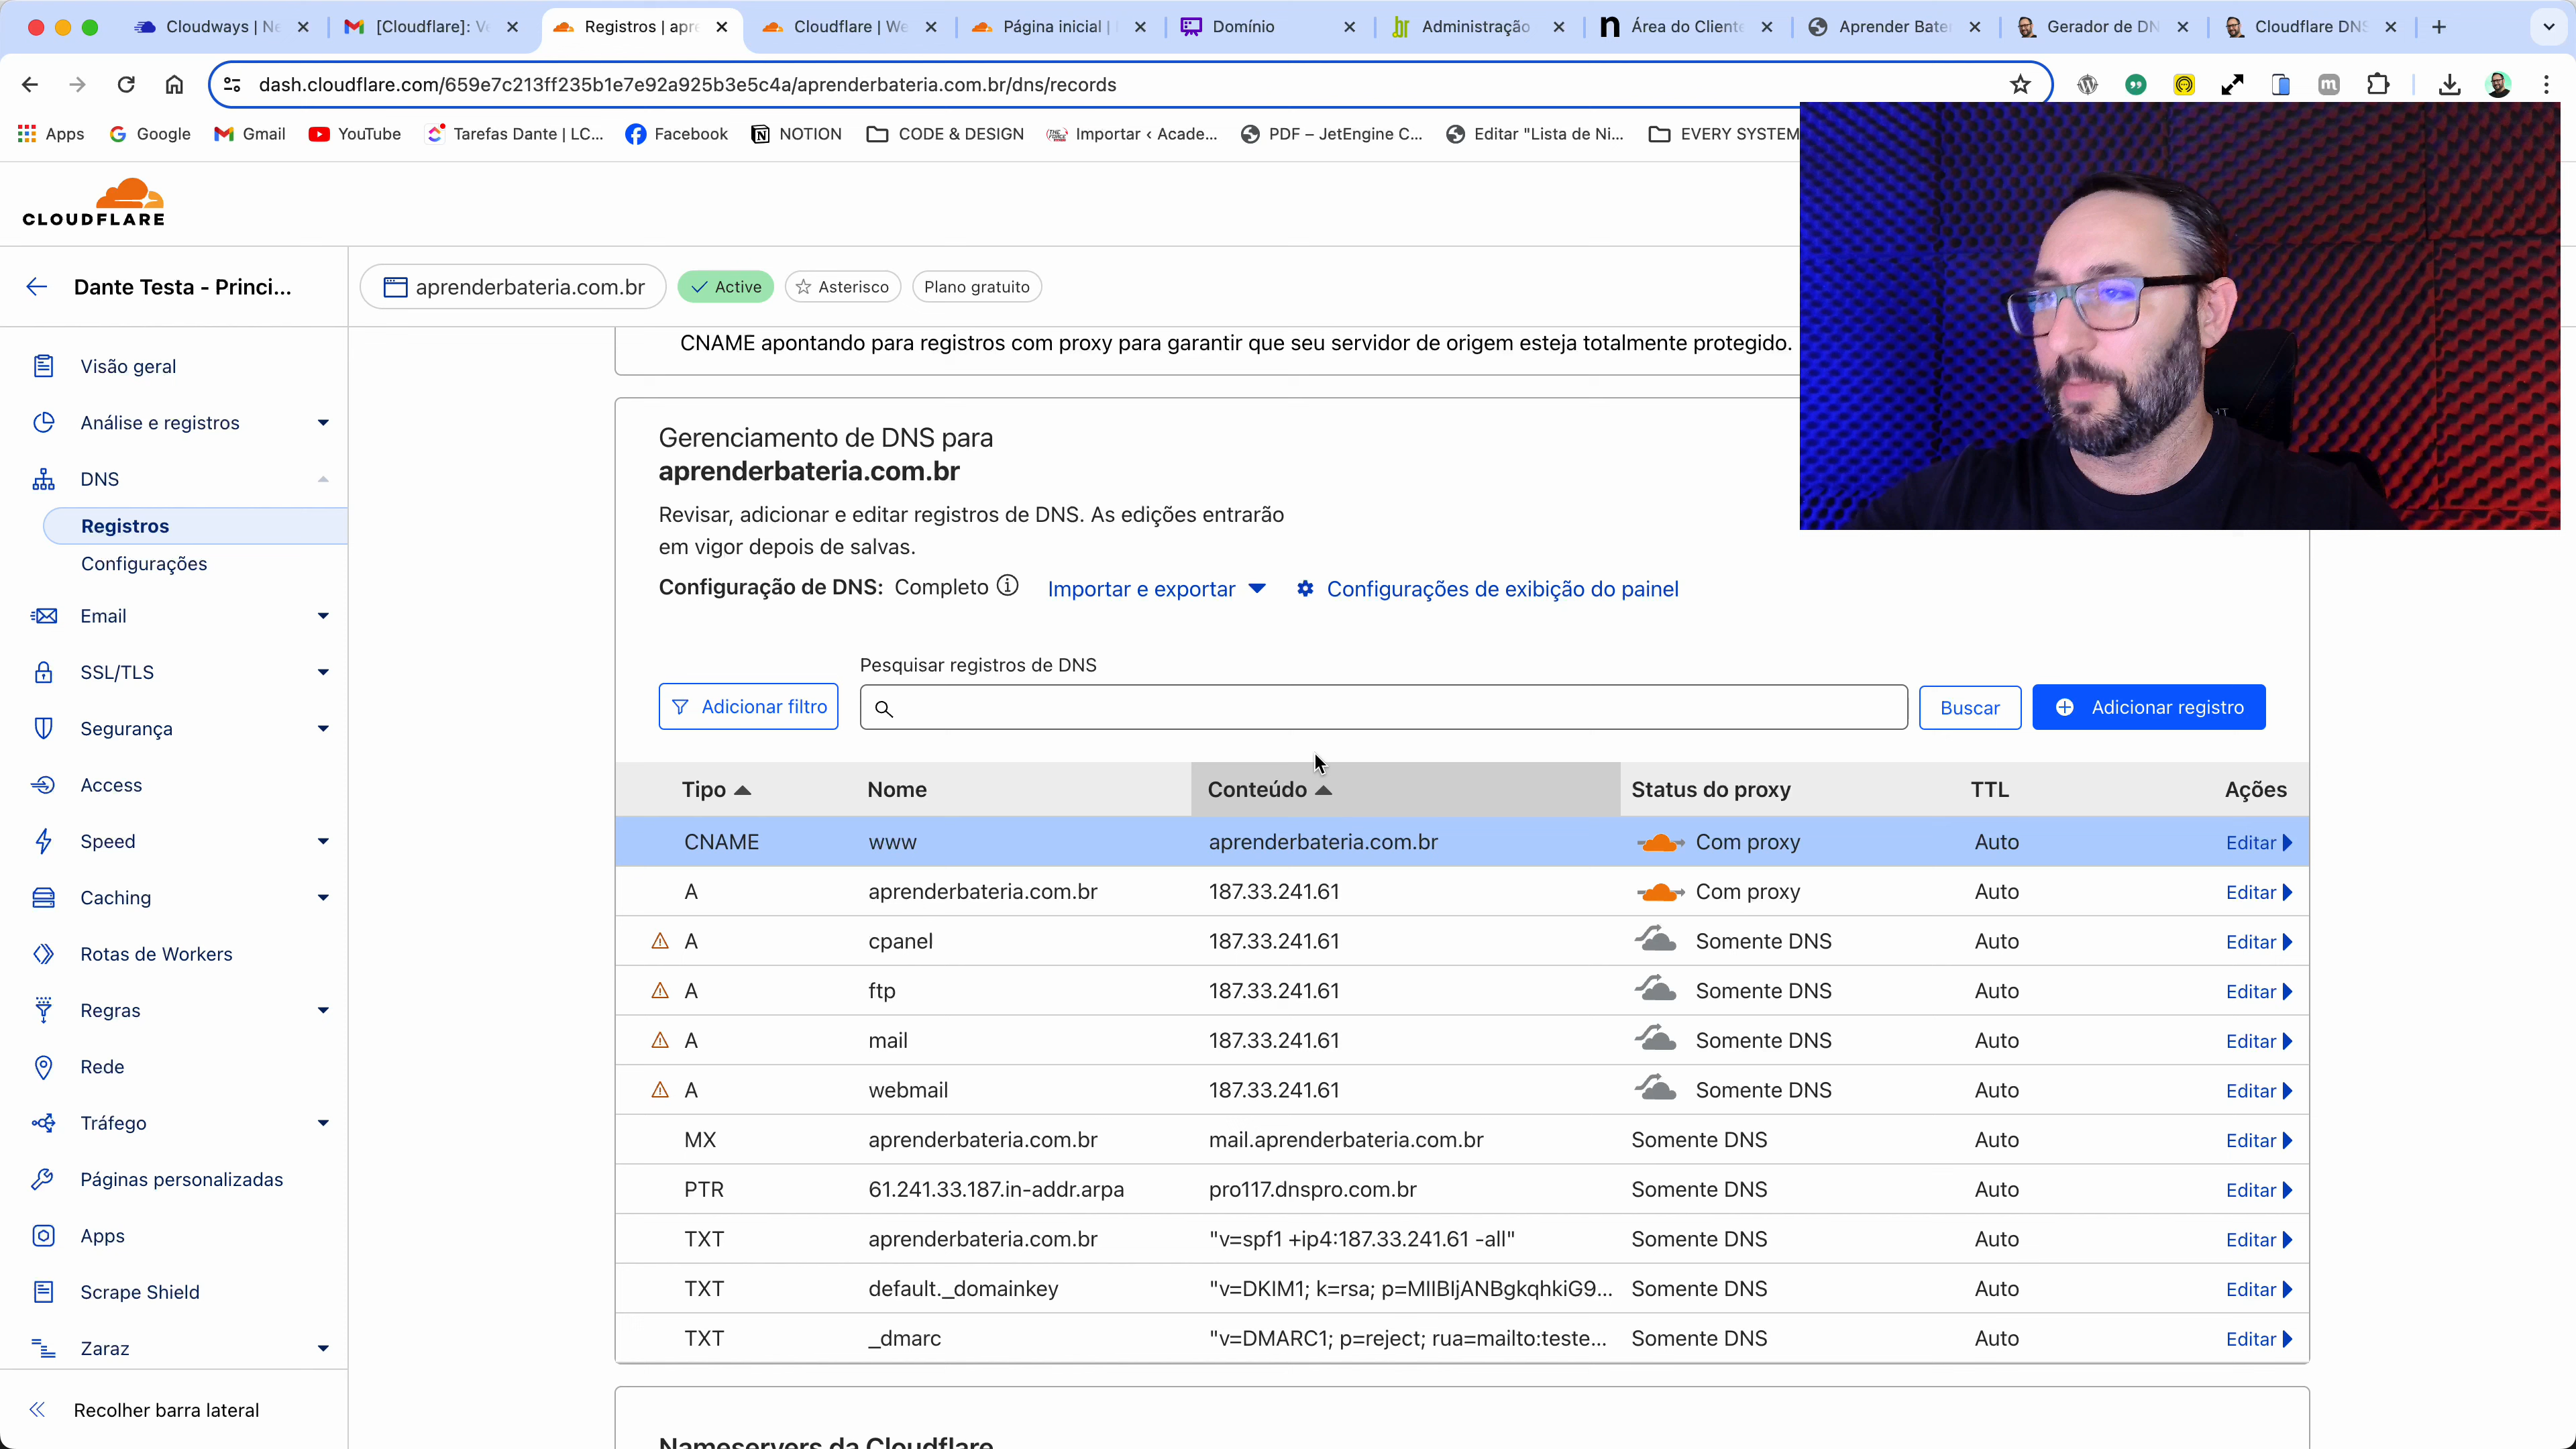 Cloudways | Ne
[Cloudflare]: Ve
Registros | apre
Cloudflare | We
Página inicial |
Domínio
Administração
Área do Cliente
Aprender Bate
Gerador de DN
Cloudflare DNS
dash.cloudflare.com/659e7c213ff235b1e7e92a925b3e5c4a/aprenderbateria.com.br/dns/records
Apps
Google
Gmail
YouTube
Tarefas Dante | LC...
Facebook
NOTION
CODE & DESIGN
Importar ‹ Acade...
PDF – JetEngine C...
Editar "Lista de Ni...
EVERY SYSTEM
CLOUDFLARE
Dante Testa - Princi...
aprenderbateria.com.br
Active
Asterisco
Plano gratuito
Visão geral
Análise e registros
DNS
Registros
Configurações
Email
SSL/TLS
Segurança
Access
Speed
Caching
Rotas de Workers
Regras
Rede
Tráfego
Páginas personalizadas
Apps
Scrape Shield
Zaraz
Recolher barra lateral
CNAME apontando para registros com proxy para garantir que seu servidor de origem esteja totalmente protegido.
Gerenciamento de DNS para
aprenderbateria.com.br
Revisar, adicionar e editar registros de DNS. As edições entrarão
em vigor depois de salvas.
Configuração de DNS: Completo
Importar e exportar
Configurações de exibição do painel
Pesquisar registros de DNS
Adicionar filtro
Buscar
Adicionar registro
Tipo Nome Conteúdo Status do proxy TTL Ações
CNAME www aprenderbateria.com.br Com proxy Auto Editar
A aprenderbateria.com.br 187.33.241.61 Com proxy Auto Editar
A cpanel 187.33.241.61 Somente DNS Auto Editar
A ftp 187.33.241.61 Somente DNS Auto Editar
A mail 187.33.241.61 Somente DNS Auto Editar
A webmail 187.33.241.61 Somente DNS Auto Editar
MX aprenderbateria.com.br mail.aprenderbateria.com.br Somente DNS Auto Editar
PTR 61.241.33.187.in-addr.arpa pro117.dnspro.com.br Somente DNS Auto Editar
TXT aprenderbateria.com.br "v=spf1 +ip4:187.33.241.61 -all" Somente DNS Auto Editar
TXT default._domainkey "v=DKIM1; k=rsa; p=MIIBIjANBgkqhkiG9... Somente DNS Auto Editar
TXT _dmarc "v=DMARC1; p=reject; rua=mailto:teste... Somente DNS Auto Editar
Nameservers da Cloudflare